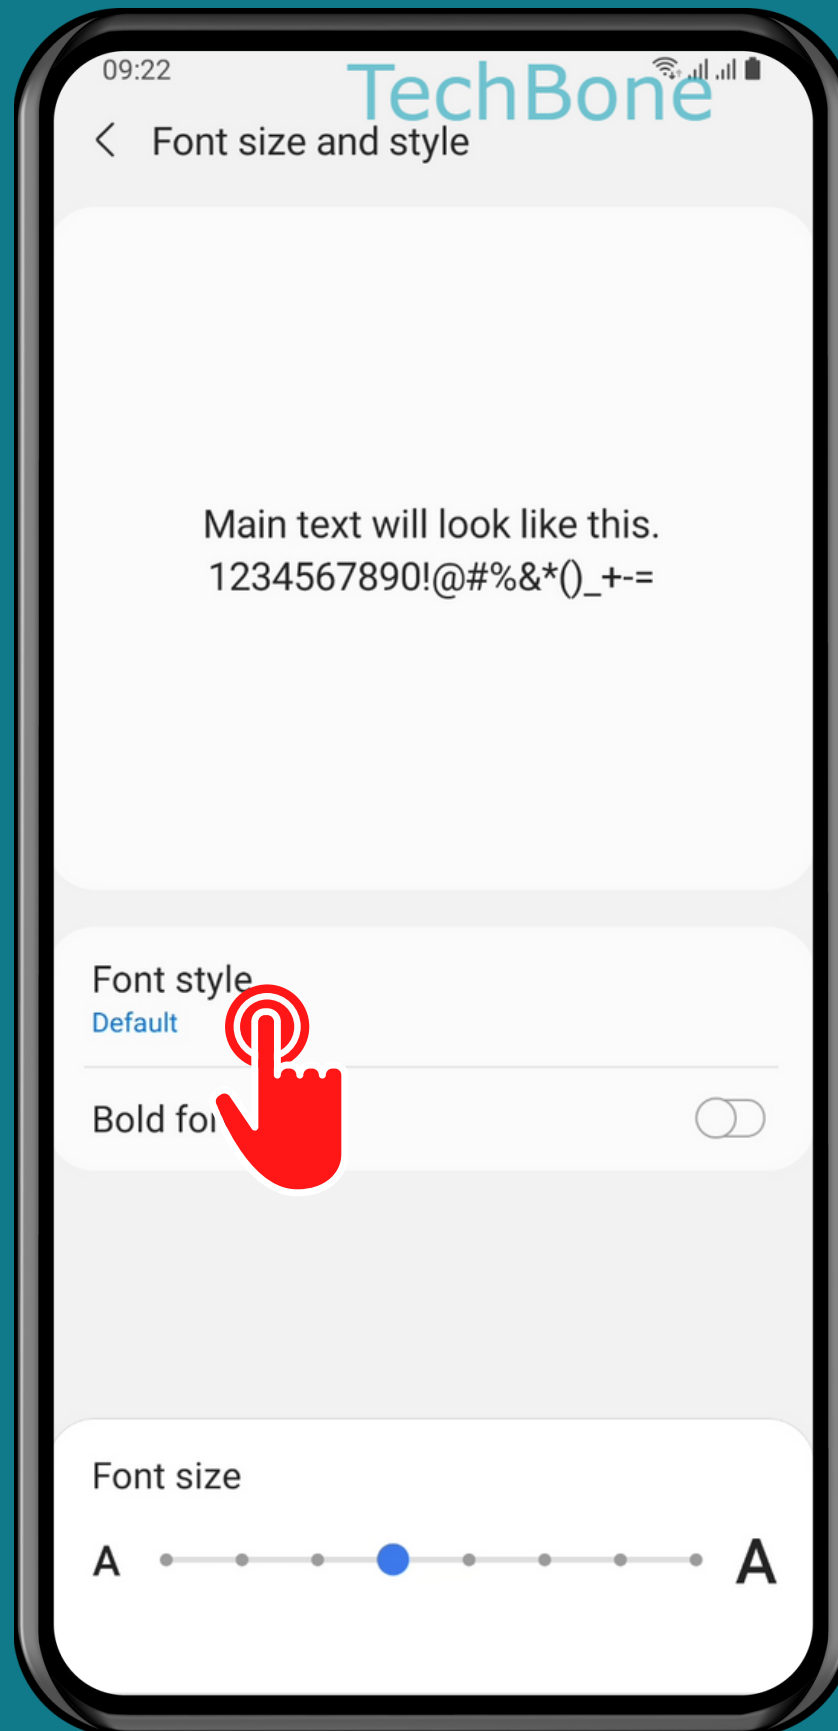 09:22
TechBone
Font size and style
Main text will look like this.
1234567890!@#%&*()_+-=
Font style
Default
Bold
Font size
A A